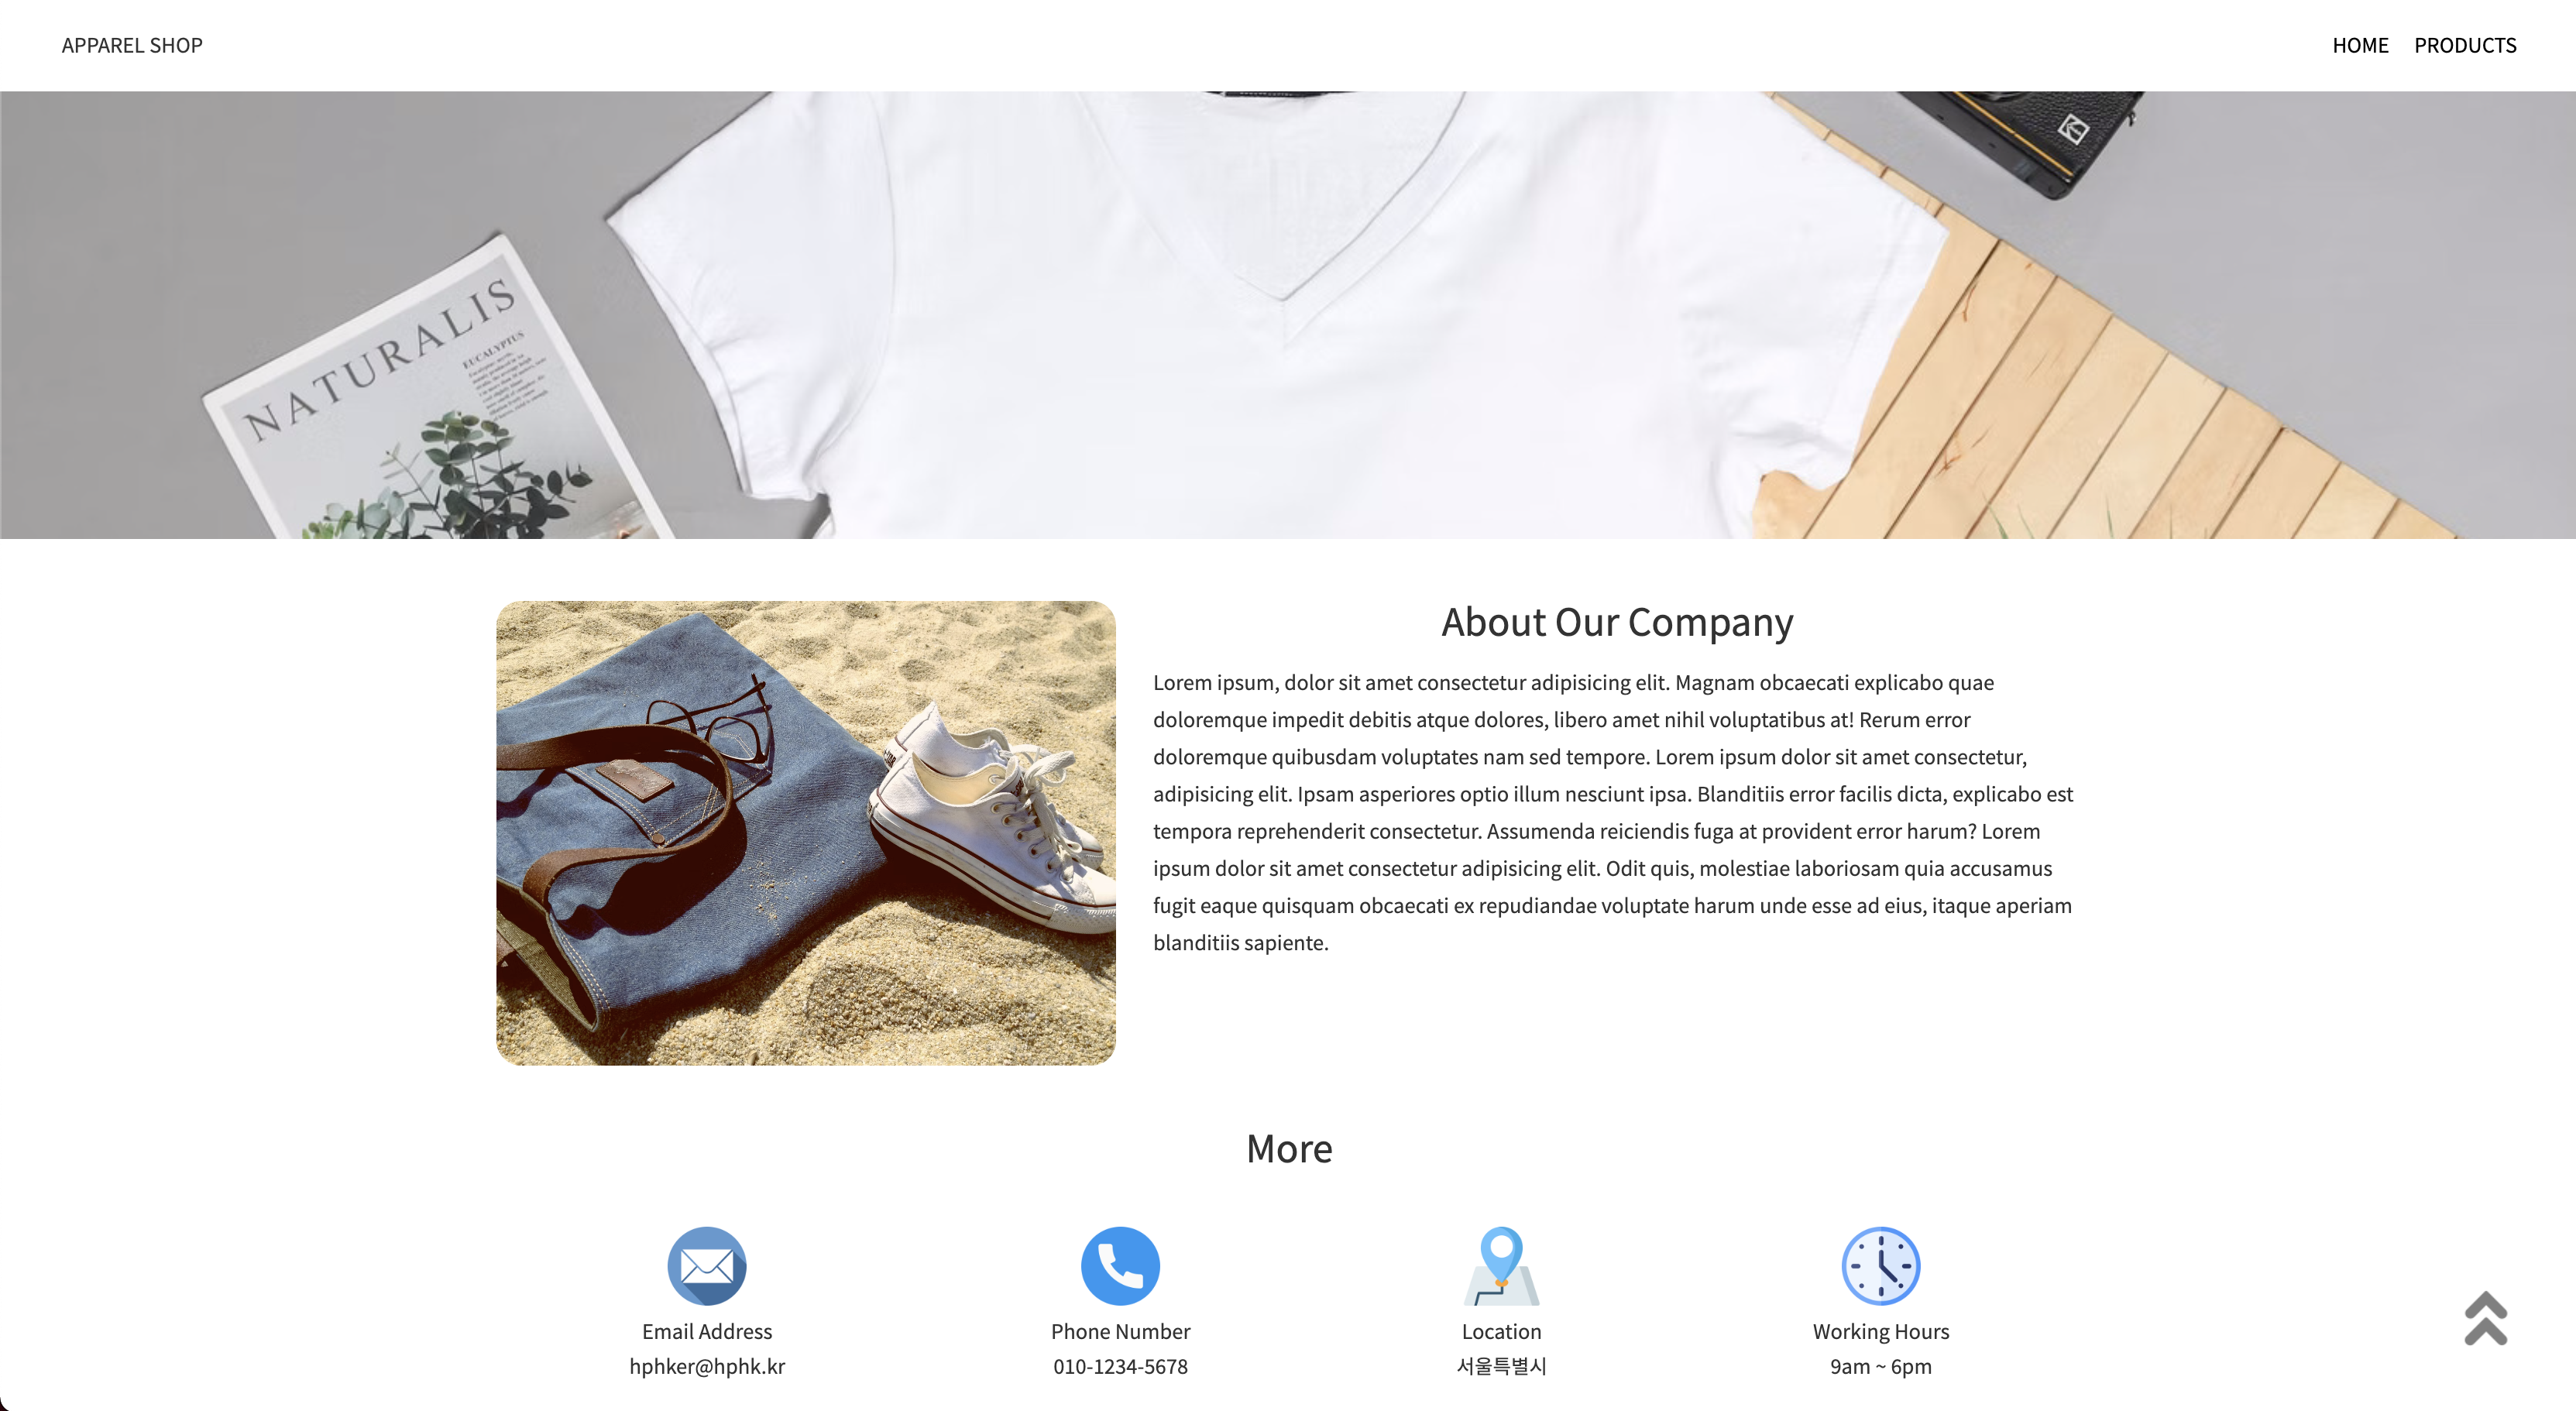 APPAREL SHOP
HOME PRODUCTS
NATURALIS
EUCALYPTUS
About Our Company
Lorem ipsum, dolor sit amet consectetur adipisicing elit. Magnam obcaecati explicabo quae
doloremque impedit debitis atque dolores, libero amet nihil voluptatibus at! Rerum error
doloremque quibusdam voluptates nam sed tempore. Lorem ipsum dolor sit amet consectetur,
adipisicing elit. Ipsam asperiores optio illum nesciunt ipsa. Blanditiis error facilis dicta, explicabo est
tempora reprehenderit consectetur. Assumenda reiciendis fuga at provident error harum? Lorem
ipsum dolor sit amet consectetur adipisicing elit. Odit quis, molestiae laboriosam quia accusamus
fugit eaque quisquam obcaecati ex repudiandae voluptate harum unde esse ad eius, itaque aperiam
blanditiis sapiente.
More
Email Address
hphker@hphk.kr
Phone Number
010-1234-5678
Location
서울특별시
Working Hours
9am ~ 6pm